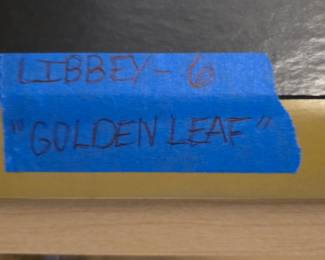 LIBBEY - 6
"GOLDEN LEAF"